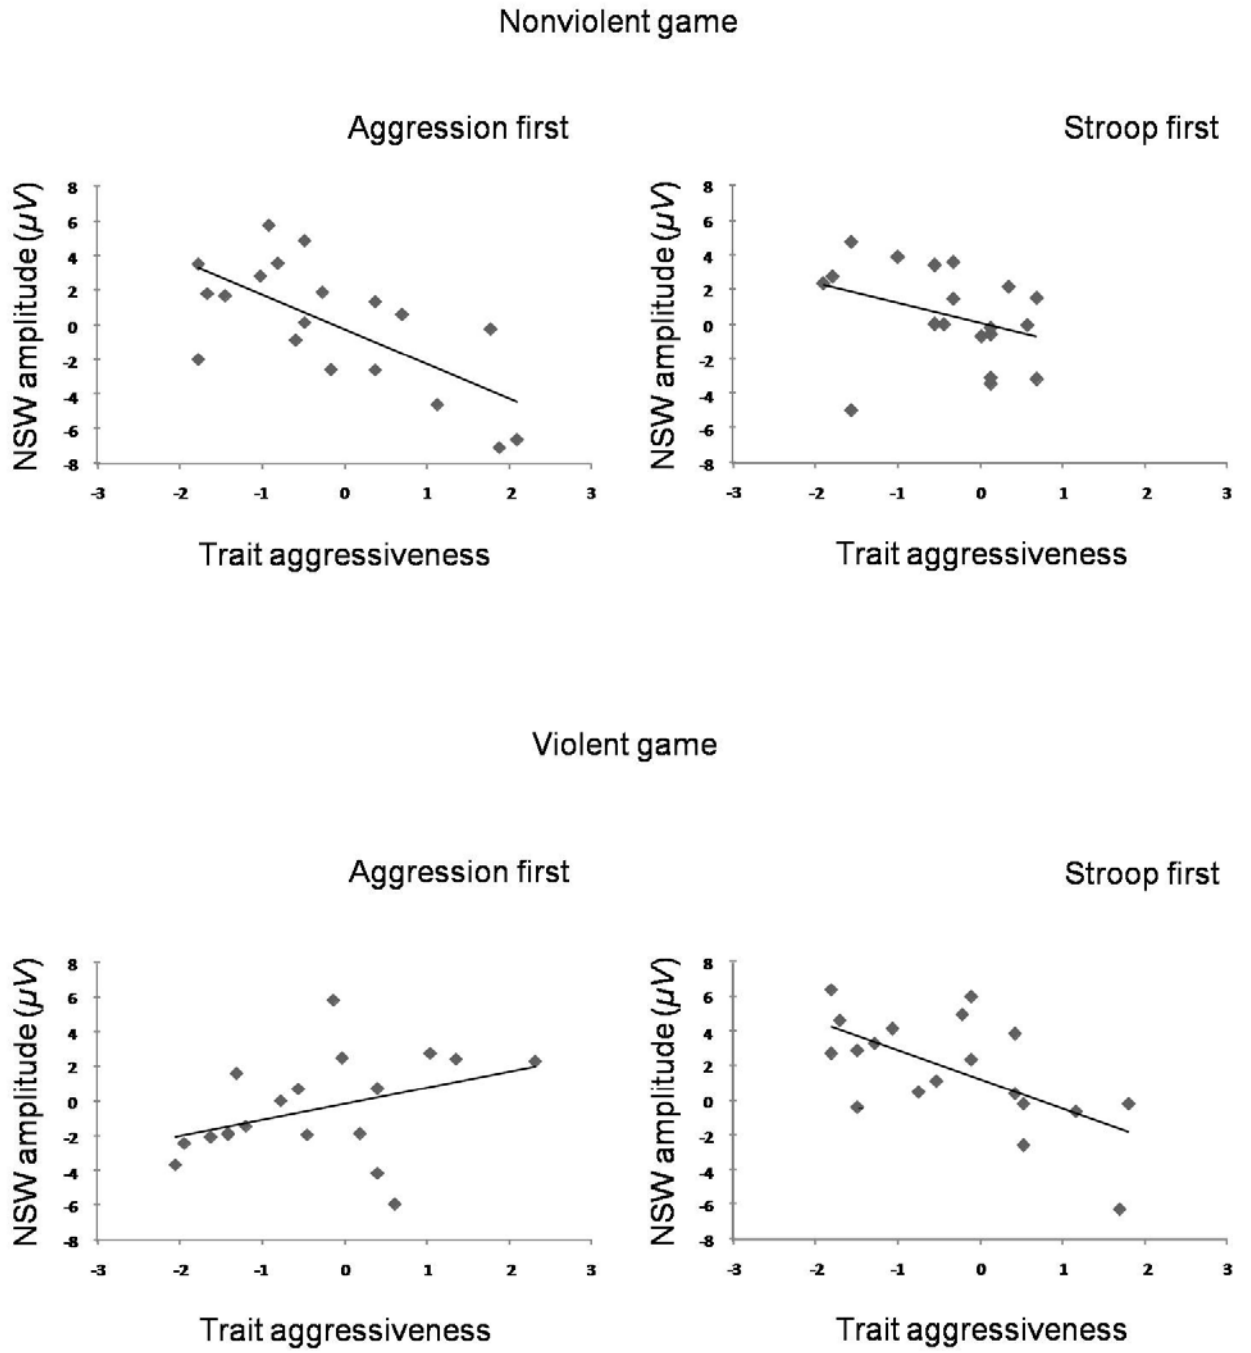 Nonviolent game
Aggression first
Stroop first
NSW amplitude (µV)
8
6
4
2
0
-2
-4
-6
-8
-3 -2 -1 0 1 2 3
Trait aggressiveness
NSW amplitude (µV)
8
6
4
2
0
-2
-4
-6
-8
-3 -2 -1 0 1 2 3
Trait aggressiveness
Violent game
Aggression first
Stroop first
NSW amplitude (µV)
8
6
4
2
0
-2
-4
-6
-8
-3 -2 -1 0 1 2 3
Trait aggressiveness
NSW amplitude (µV)
8
6
4
2
0
-2
-4
-6
-8
-3 -2 -1 0 1 2 3
Trait aggressiveness